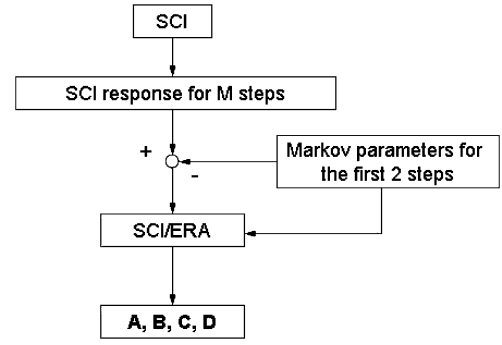 SCI
SCI response for M steps
+
Markov parameters for
the first 2 steps
-
SCI/ERA
A, B, C, D